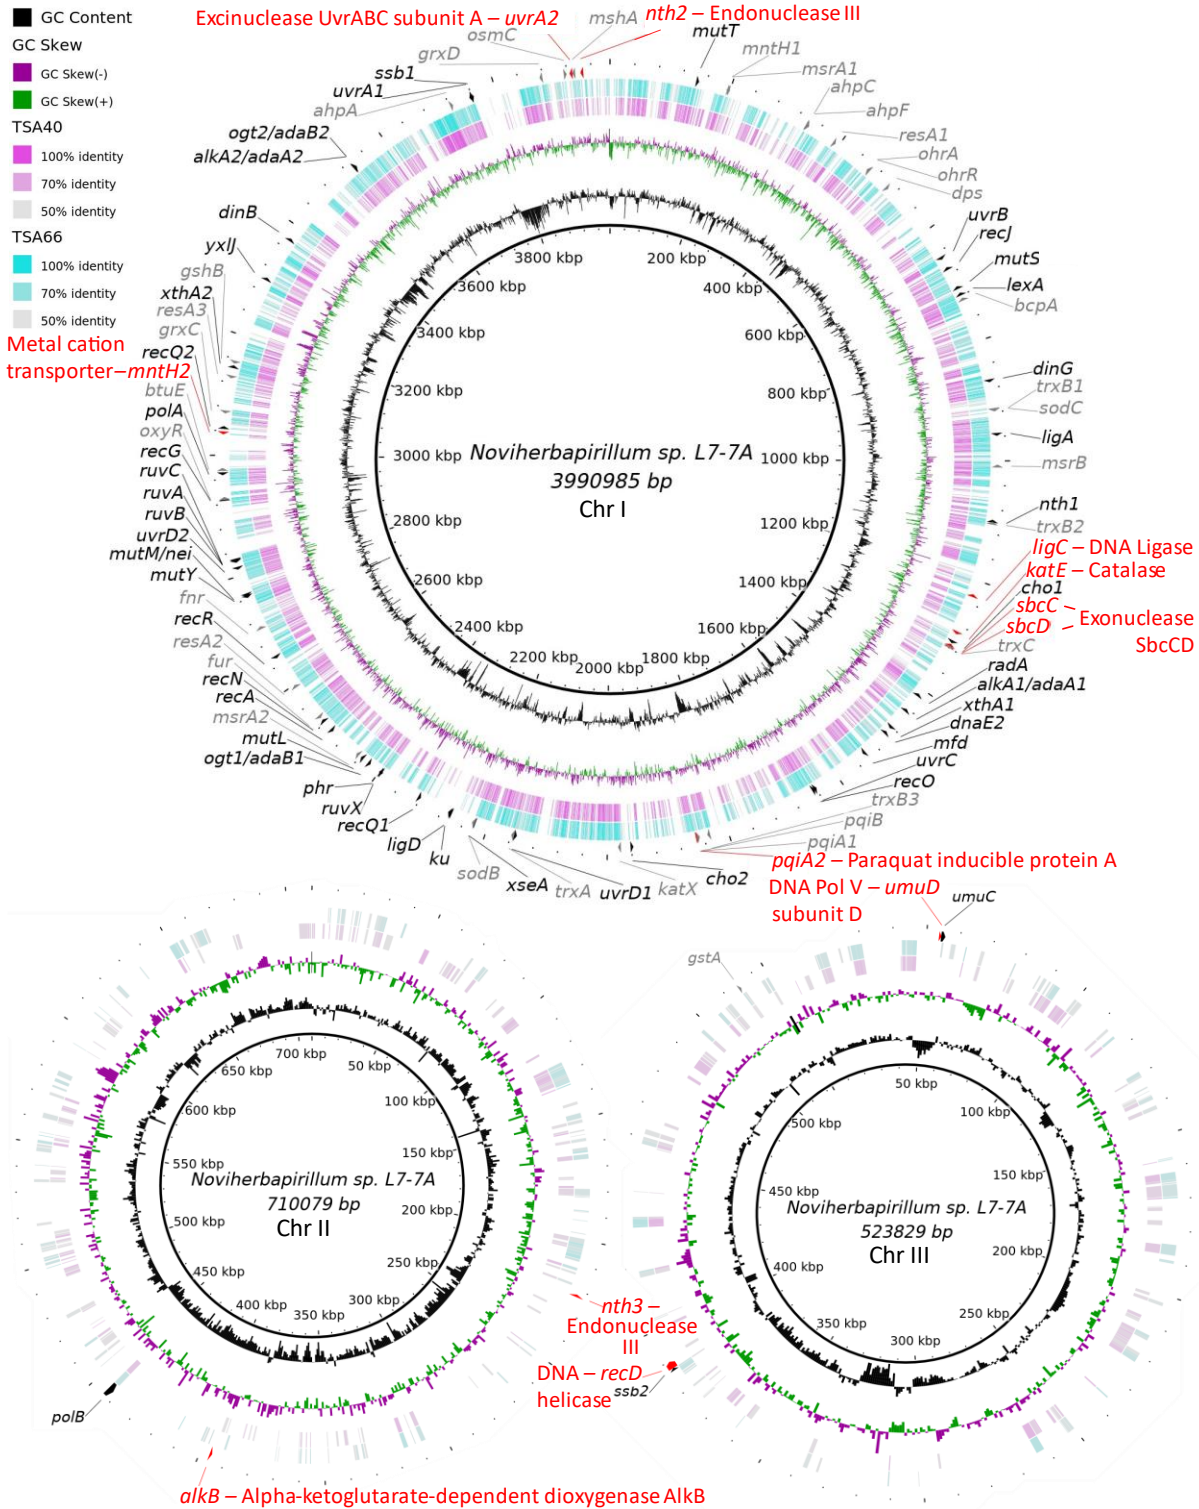 GC Content
GC Skew
GC Skew(-)
GC Skew(+)
TSA40
100% identity
70% identity
50% identity
TSA66
100% identity
70% identity
50% identity
Excinuclease UvrABC subunit A – uvrA2
mshA
nth2 – Endonuclease III
osmC
mutT
grxD
mntH1
ssb1
msrA1
uvrA1
ahpC
ahpA
ahpF
ogt2/adaB2
resA1
alkA2/adaA2
ohrA
ohrR
dps
dinB
uvrB
recJ
yxlJ
mutS
gshB
lexA
xthA2
bcpA
resA3
grxC
Metal cation
transporter–mntH2
recQ2
btuE
polA
oxyR
recG
ruvC
ruvA
ruvB
uvrD2
mutM/nei
mutY
fnr
recR
resA2
fur
recN
recA
msrA2
mutL
ogt1/adaB1
phr
ruvX
recQ1
ligD
ku
sodB
xseA
trxA
uvrD1
katX
cho2
dinG
trxB1
sodC
ligA
msrB
nth1
trxB2
ligC – DNA Ligase
katE – Catalase
cho1
sbcC
sbcD
Exonuclease
SbcCD
trxC
radA
alkA1/adaA1
xthA1
dnaE2
mfd
uvrC
recO
trxB3
pqiB
pqiA1
pqiA2 – Paraquat inducible protein A
200 kbp
400 kbp
600 kbp
800 kbp
1000 kbp
1200 kbp
1400 kbp
1600 kbp
1800 kbp
2000 kbp
2200 kbp
2400 kbp
2600 kbp
2800 kbp
3000 kbp
3200 kbp
3400 kbp
3600 kbp
3800 kbp
Noviherbapirillum sp. L7-7A
3990985 bp
Chr I
DNA Pol V – umuD
subunit D
umuC
gstA
50 kbp
100 kbp
150 kbp
200 kbp
250 kbp
300 kbp
350 kbp
400 kbp
450 kbp
500 kbp
550 kbp
600 kbp
650 kbp
700 kbp
Noviherbapirillum sp. L7-7A
710079 bp
Chr II
polB
alkB – Alpha-ketoglutarate-dependent dioxygenase AlkB
nth3 –
Endonuclease
III
DNA – recD
helicase
ssb2
50 kbp
100 kbp
150 kbp
200 kbp
250 kbp
300 kbp
350 kbp
400 kbp
450 kbp
500 kbp
Noviherbapirillum sp. L7-7A
523829 bp
Chr III